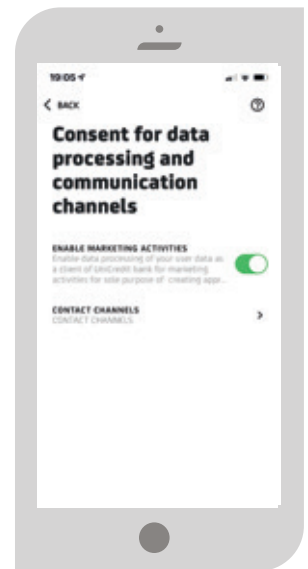 19:05
BACK
Consent for data
processing and
communication
channels
ENABLE MARKETING ACTIVITIES
Enable data processing of your user data as
a client of UniCredit bank for marketing
activities for sole purpose of creating appr...
CONTACT CHANNELS
CONTACT CHANNELS